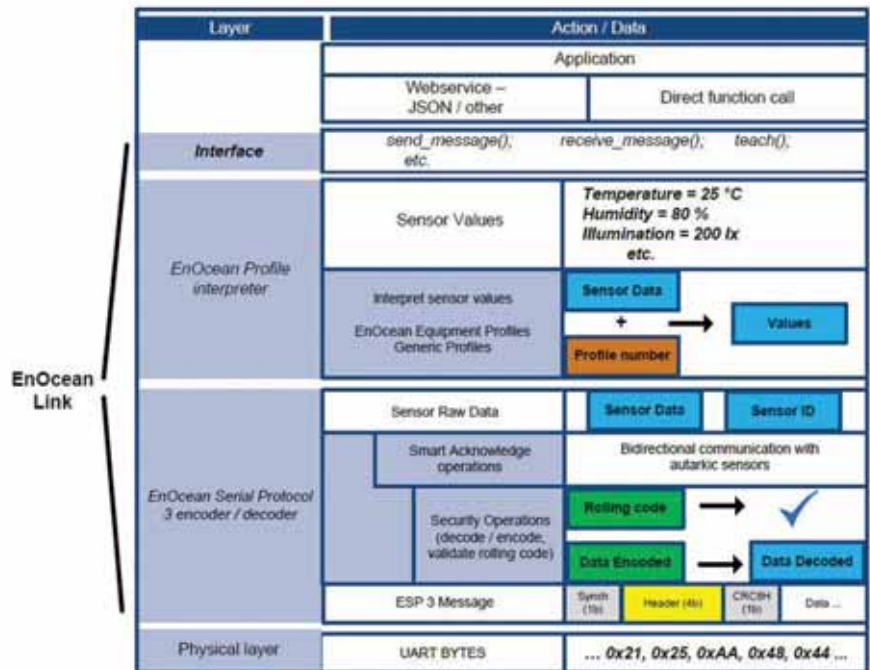 Layer
Action / Data
Application
Webservice –
JSON / other
Direct function call
Interface
send_message();
receive_message();
teach();
etc.
EnOcean Profile
interpreter
Sensor Values
Temperature = 25 °C
Humidity = 80 %
Illumination = 200 lx
etc.
Interpret sensor values
EnOcean Equipment Profiles
Generic Profiles
Sensor Data
+
Profile number
Values
EnOcean
Link
EnOcean Serial Protocol
3 encoder / decoder
Sensor Raw Data
Sensor Data
Sensor ID
Smart Acknowledge
operations
Bidirectional communication with
autarkic sensors
Security Operations
(decode / encode,
validate rolling code)
Rolling code
Data Encoded
Data Decoded
ESP 3 Message
Synch
(1b)
Header (4b)
CRC8H
(1b)
Data ...
Physical layer
UART BYTES
... 0x21, 0x25, 0xAA, 0x48, 0x44 ...